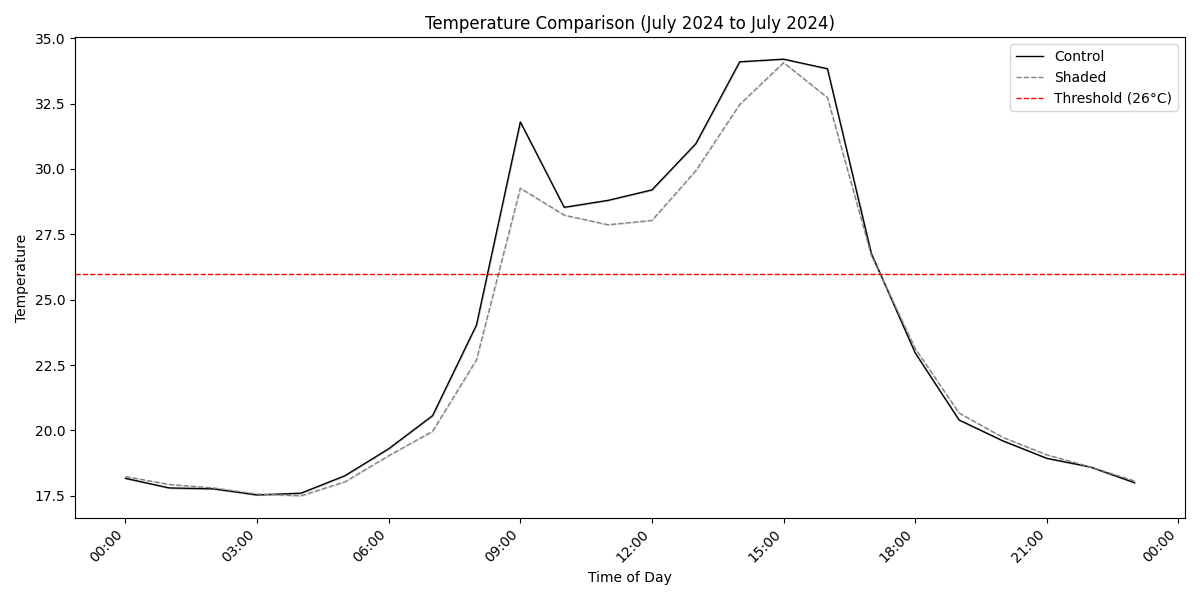 Temperature Comparison (July 2024 to July 2024)
35.0
32.5
30.0
27.5
25.0
22.5
20.0
17.5
Temperature
Control
Shaded
Threshold (26°C)
00:00
03:00
06:00
09:00
12:00
15:00
18:00
21:00
00:00
Time of Day